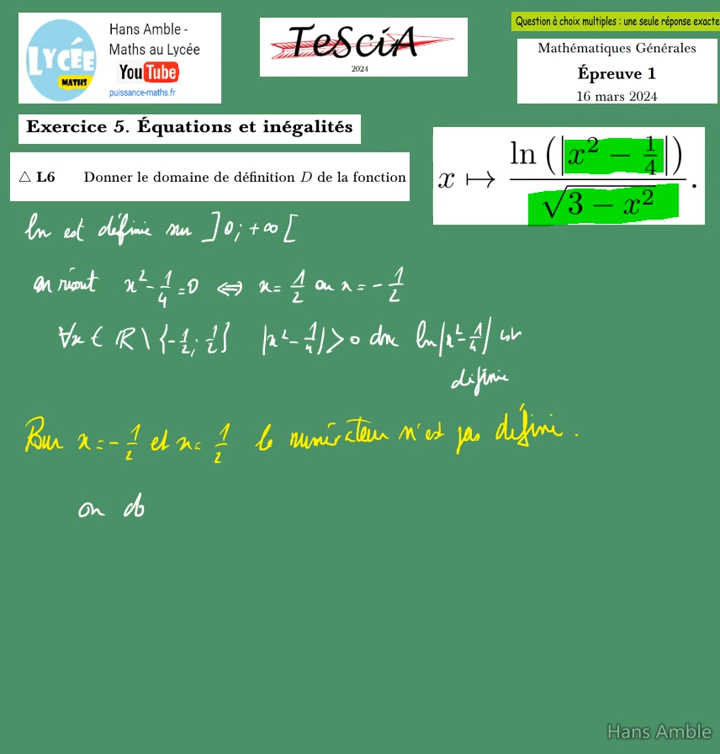 Hans Amble -
Maths au Lycée
YouTube
puissance-maths.fr
LYCÉE
MATHS
TeSciA
2024
Question à choix multiples : une seule réponse exacte
Mathématiques Générales
Épreuve 1
16 mars 2024
Exercice 5. Équations et inégalités
△ L6 Donner le domaine de définition D de la fonction
x ↦ ln(|x² − 1/4|) / √(3 − x²).
ln est définie sur ]0; +∞[
on résout x² - 1/4 = 0 ⇔ x = 1/2 ou x = - 1/2
∀x ∈ ℝ \ {-1/2; 1/2} |x² - 1/4| > 0 donc ln|x² - 1/4| est
définie
Pour x = - 1/2 et x = 1/2 le numérateur n'est pas défini.
on do
Hans Amble